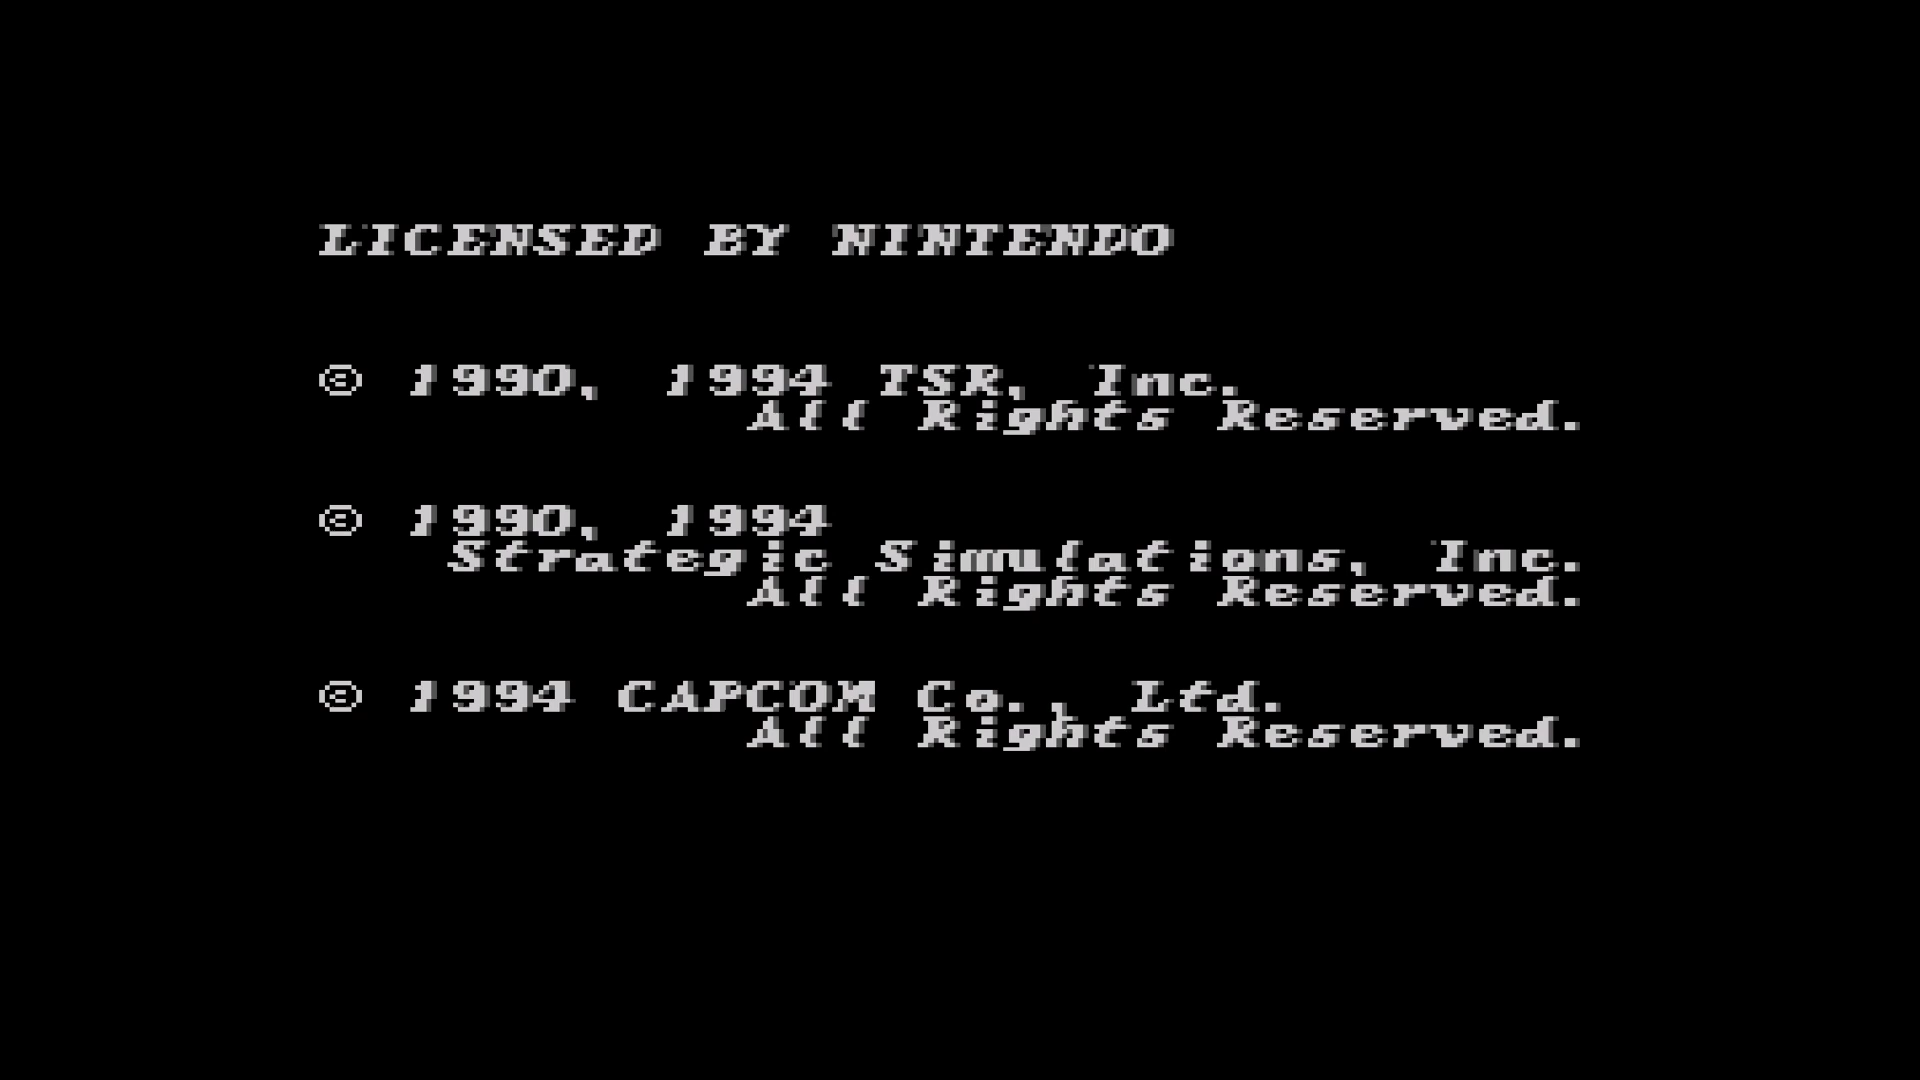 LICENSED BY NINTENDO
© 1990, 1994 TSR, Inc.
All Rights Reserved.
© 1990, 1994
Strategic Simulations, Inc.
All Rights Reserved.
© 1994 CAPCOM Co., Ltd.
All Rights Reserved.